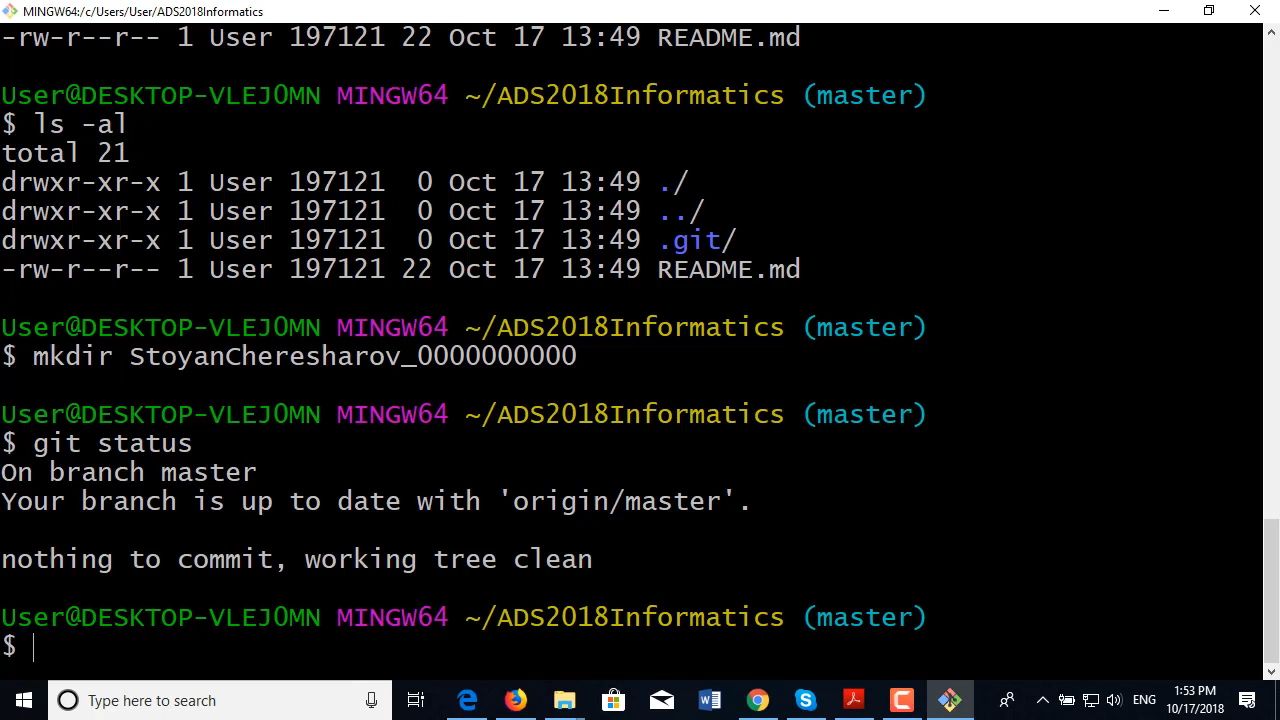 MINGW64:/c/Users/User/ADS2018Informatics
-rw-r--r-- 1 User 197121 22 Oct 17 13:49 README.md
User@DESKTOP-VLEJOMN MINGW64 ~/ADS2018Informatics (master)
$ ls -al
total 21
drwxr-xr-x 1 User 197121  0 Oct 17 13:49 ./
drwxr-xr-x 1 User 197121  0 Oct 17 13:49 ../
drwxr-xr-x 1 User 197121  0 Oct 17 13:49 .git/
-rw-r--r-- 1 User 197121 22 Oct 17 13:49 README.md
User@DESKTOP-VLEJOMN MINGW64 ~/ADS2018Informatics (master)
$ mkdir StoyanCheresharov_0000000000
User@DESKTOP-VLEJOMN MINGW64 ~/ADS2018Informatics (master)
$ git status
On branch master
Your branch is up to date with 'origin/master'.
nothing to commit, working tree clean
User@DESKTOP-VLEJOMN MINGW64 ~/ADS2018Informatics (master)
$
Type here to search
ENG
1:53 PM
10/17/2018